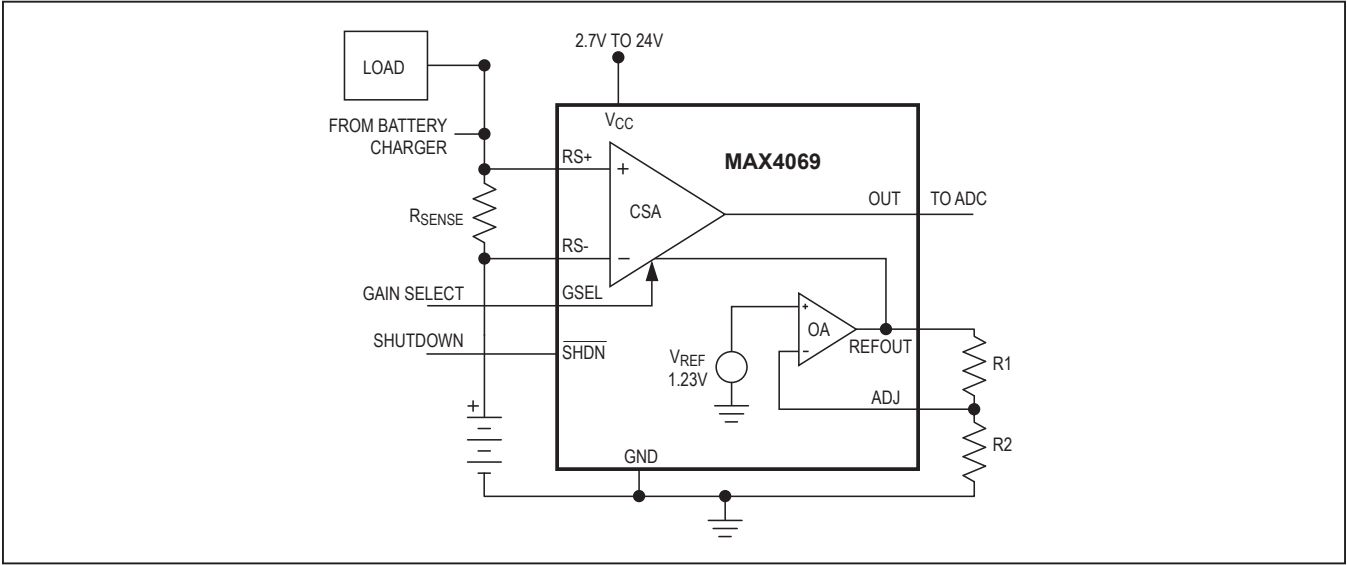 2.7V TO 24V
LOAD
FROM BATTERY
CHARGER
VCC
RS+
+
MAX4069
CSA
OUT
TO ADC
RSENSE
RS-
−
GAIN SELECT
GSEL
SHUTDOWN
SHDN
+
OA
-
REFOUT
VREF
1.23V
R1
ADJ
+
R2
GND